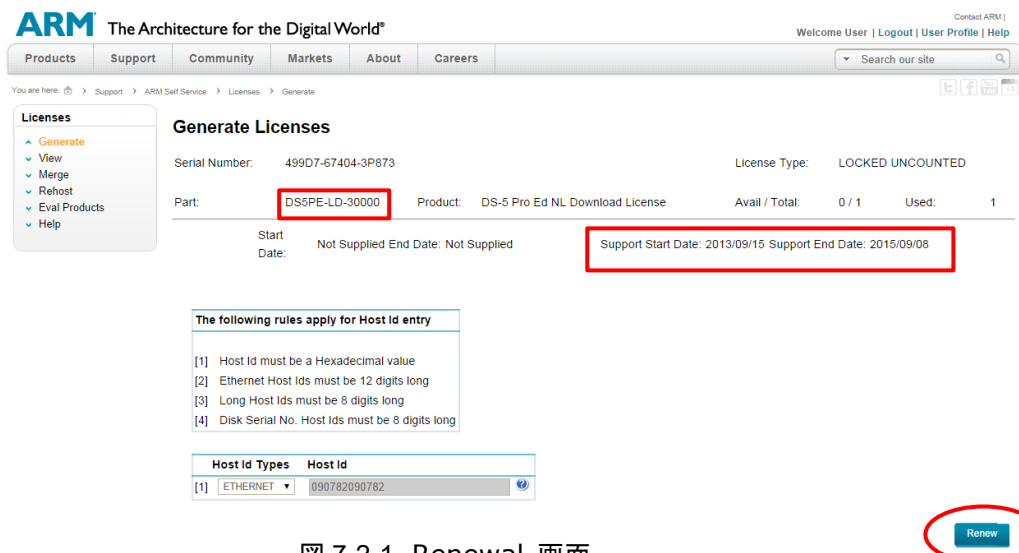 ARM The Architecture for the Digital World®
Contact ARM |
Welcome User | Logout | User Profile | Help
Products Support Community Markets About Careers
Search our site
You are here: > Support > ARM Self Service > Licenses > Generate
Licenses
Generate
View
Merge
Rehost
Eval Products
Help
Generate Licenses
Serial Number: 499D7-67404-3P873 License Type: LOCKED UNCOUNTED
Part: DS5PE-LD-30000 Product: DS-5 Pro Ed NL Download License Avail / Total: 0 / 1 Used: 1
Start Date: Not Supplied End Date: Not Supplied Support Start Date: 2013/09/15 Support End Date: 2015/09/08
The following rules apply for Host Id entry
[1] Host Id must be a Hexadecimal value
[2] Ethernet Host Ids must be 12 digits long
[3] Long Host Ids must be 8 digits long
[4] Disk Serial No. Host Ids must be 8 digits long
Host Id Types Host Id
[1] ETHERNET 090782090782
Renew